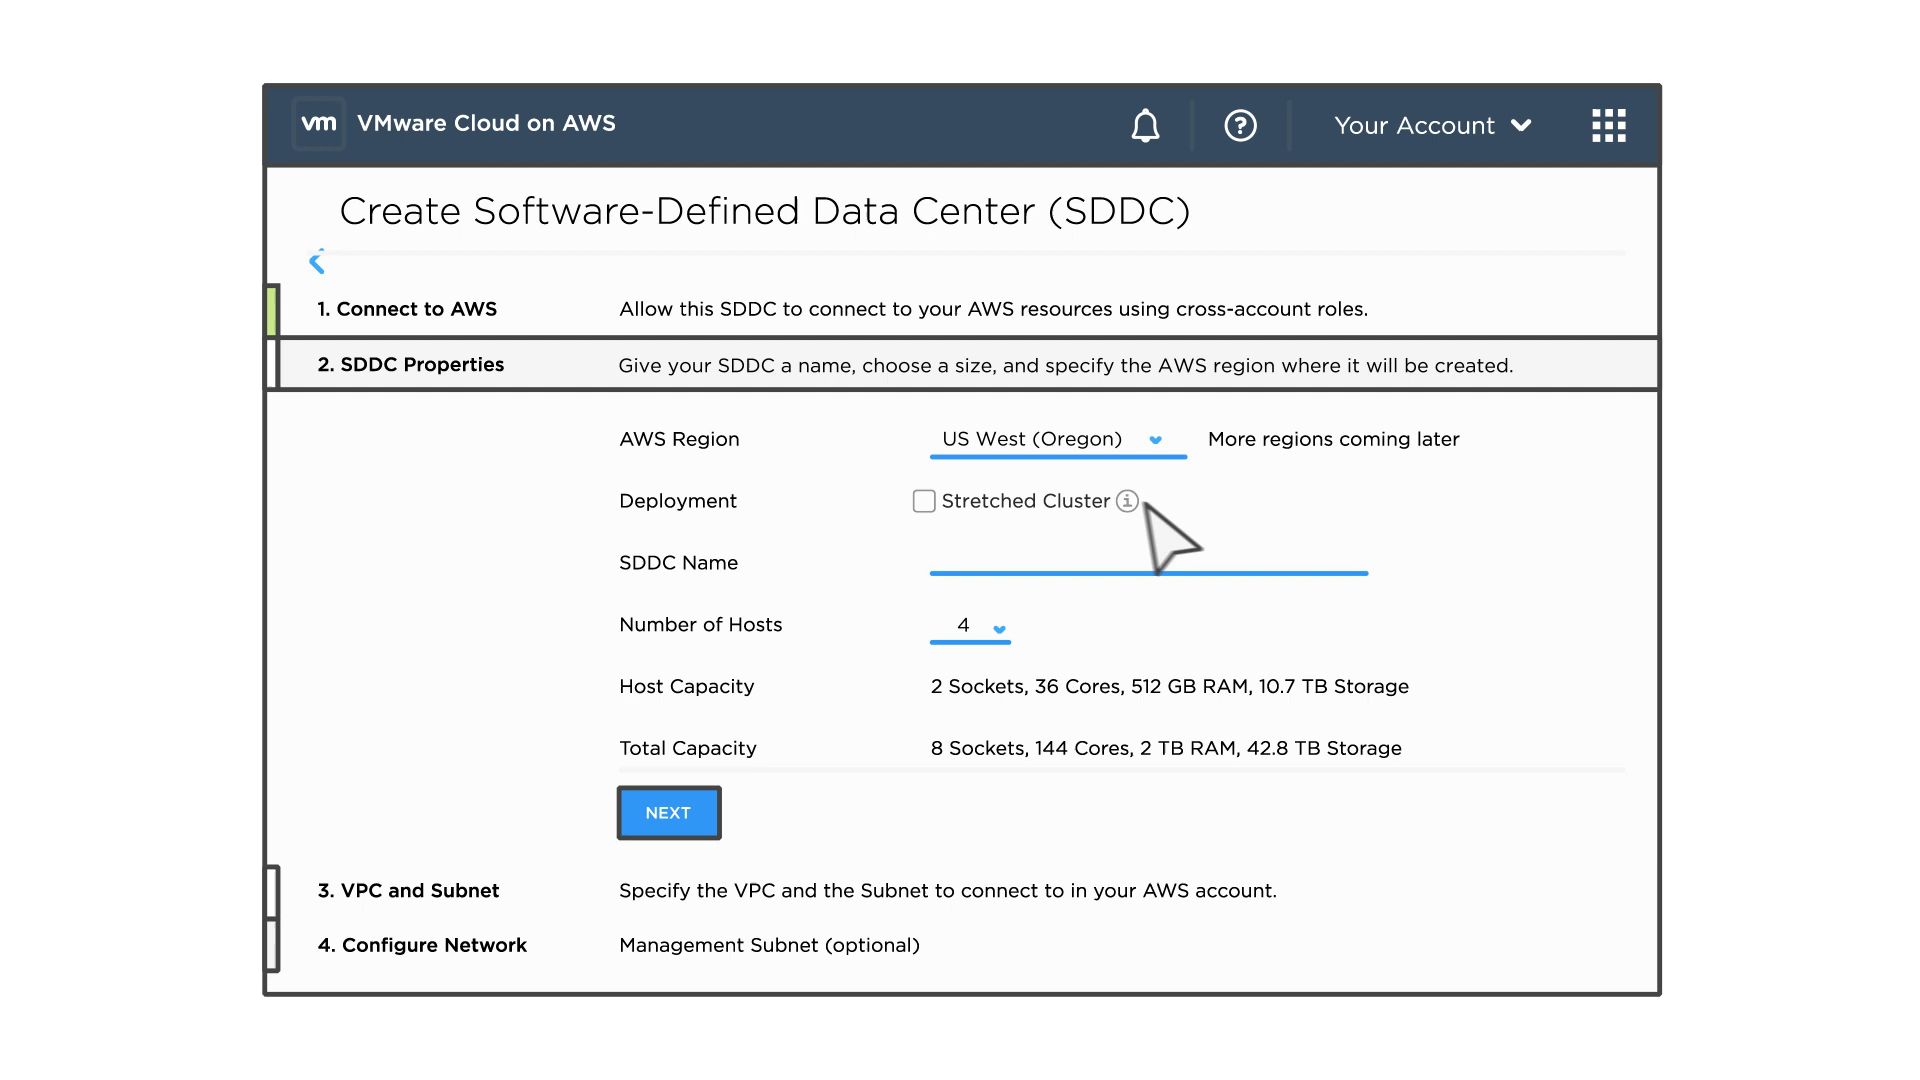 vm VMware Cloud on AWS Your Account
Create Software-Defined Data Center (SDDC)
1. Connect to AWS Allow this SDDC to connect to your AWS resources using cross-account roles.
2. SDDC Properties Give your SDDC a name, choose a size, and specify the AWS region where it will be created.
AWS Region US West (Oregon) More regions coming later
Deployment Stretched Cluster
SDDC Name
Number of Hosts 4
Host Capacity 2 Sockets, 36 Cores, 512 GB RAM, 10.7 TB Storage
Total Capacity 8 Sockets, 144 Cores, 2 TB RAM, 42.8 TB Storage
NEXT
3. VPC and Subnet Specify the VPC and the Subnet to connect to in your AWS account.
4. Configure Network Management Subnet (optional)